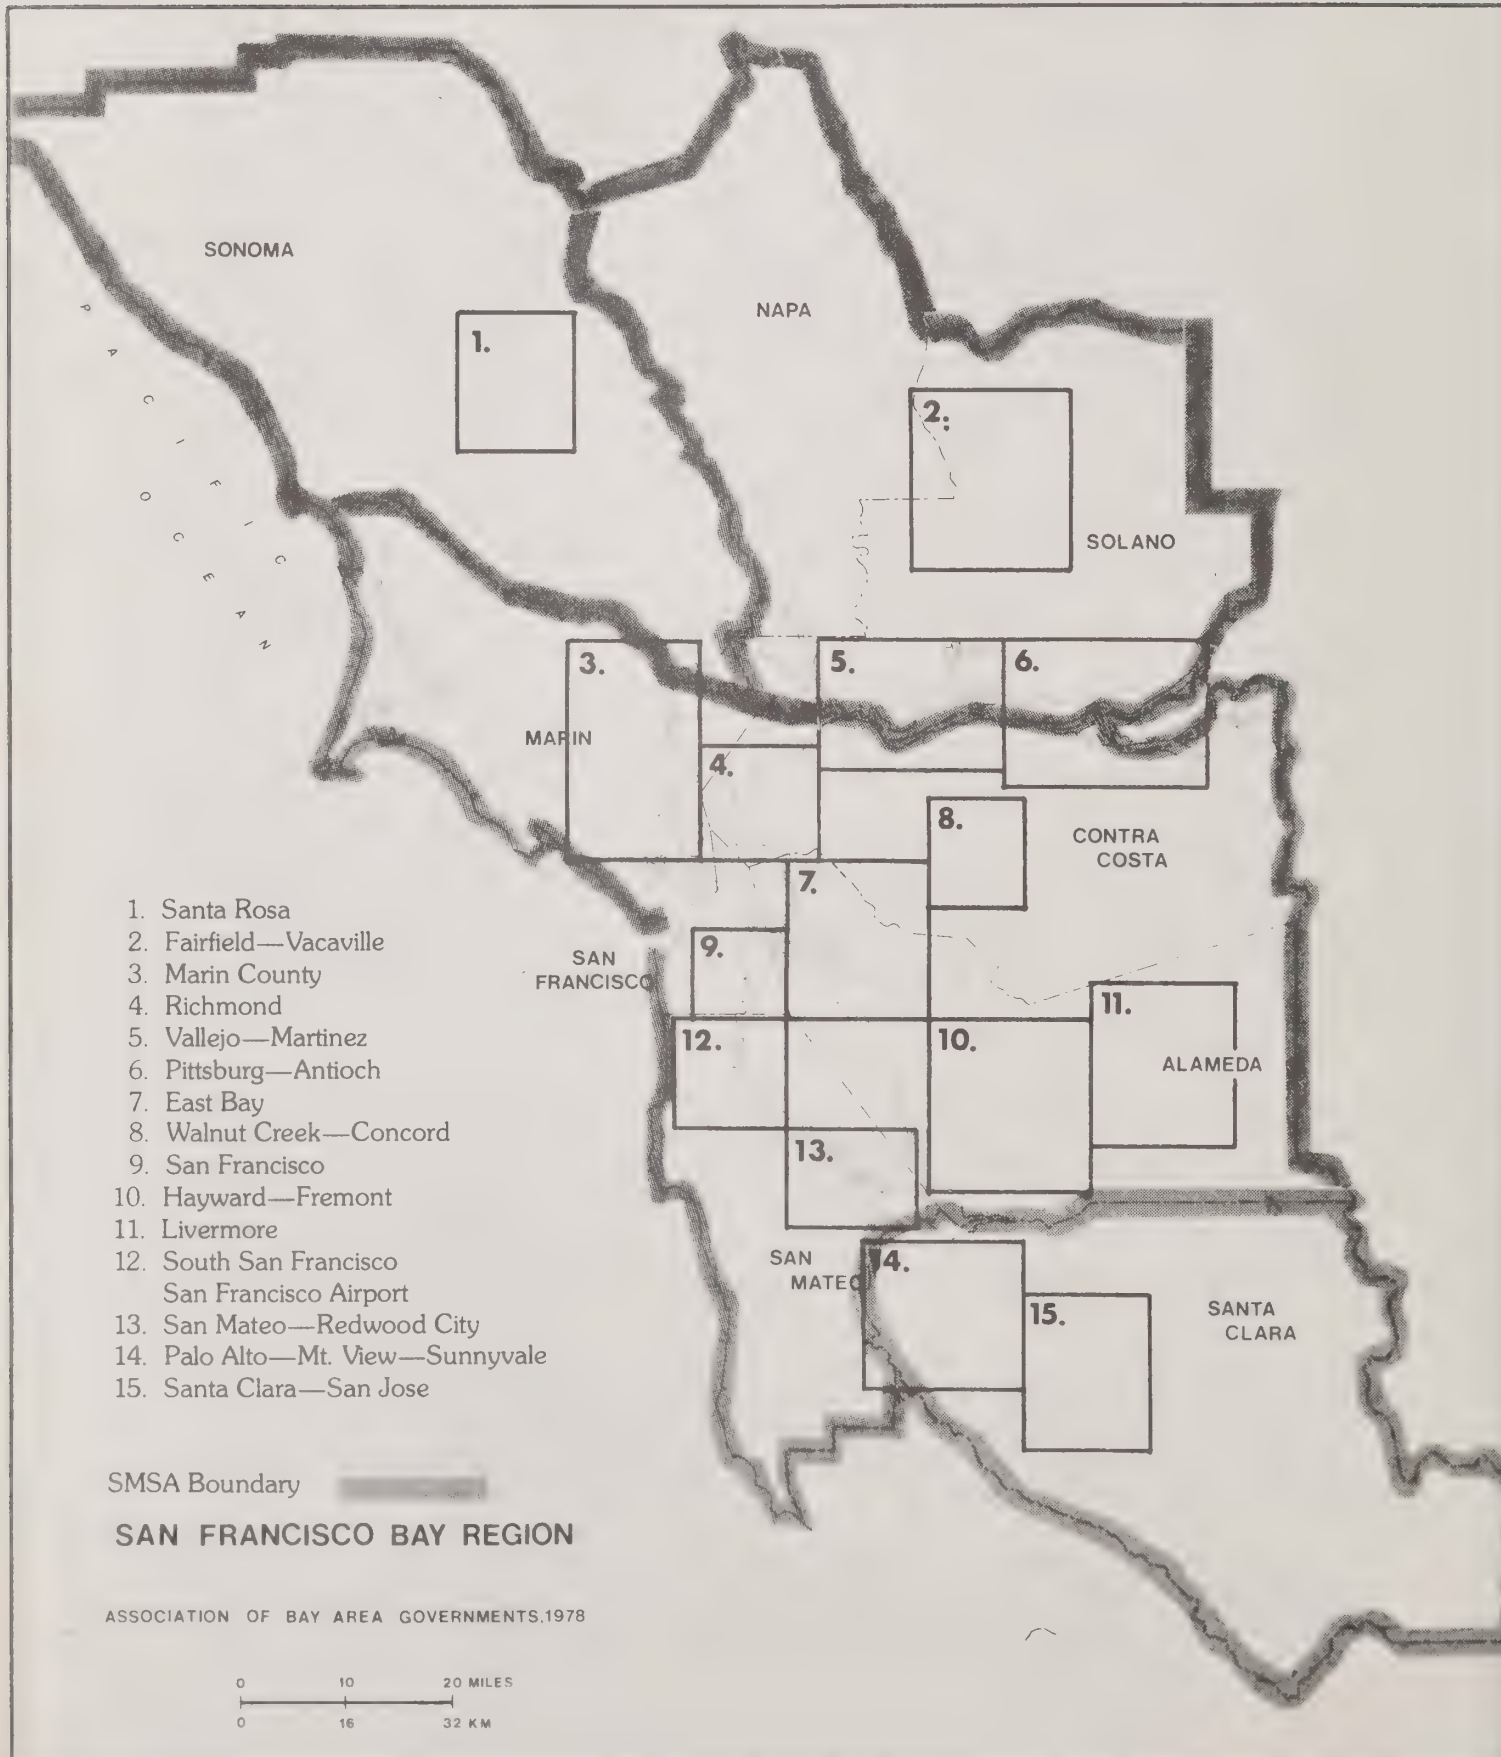 SONOMA
NAPA
1.
2.
PACIFIC
OCEAN
SOLANO
3.
5.
6.
MARIN
4.
8.
CONTRA
COSTA
7.
1. Santa Rosa
2. Fairfield—Vacaville
3. Marin County
4. Richmond
5. Vallejo—Martinez
6. Pittsburg—Antioch
7. East Bay
8. Walnut Creek—Concord
9. San Francisco
10. Hayward—Fremont
11. Livermore
12. South San Francisco
San Francisco Airport
13. San Mateo—Redwood City
14. Palo Alto—Mt. View—Sunnyvale
15. Santa Clara—San Jose
SAN
FRANCISCO
9.
11.
12.
10.
ALAMEDA
13.
SAN
MATEO
14.
15.
SANTA
CLARA
SMSA Boundary
SAN FRANCISCO BAY REGION
ASSOCIATION OF BAY AREA GOVERNMENTS,1978
0 10 20 MILES
0 16 32 KM